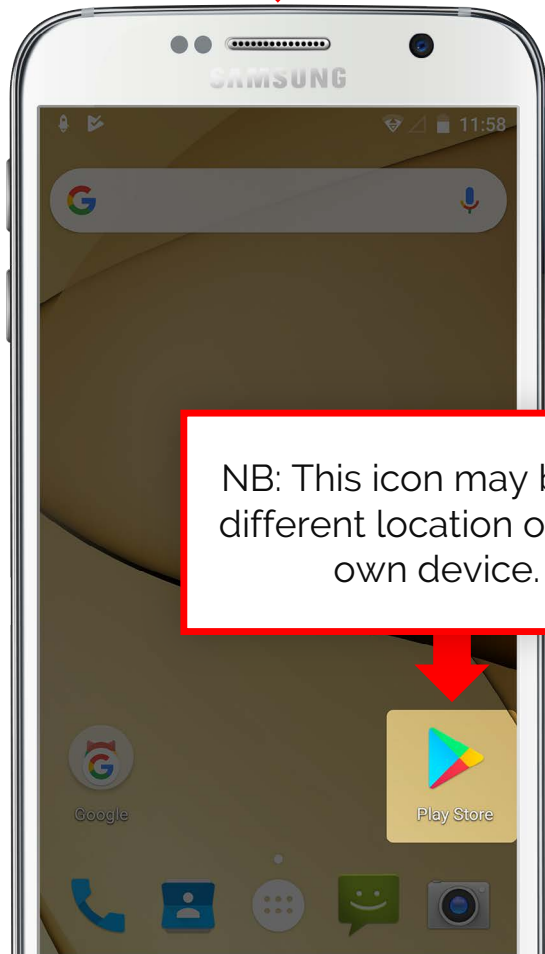 SAMSUNG
11:58
NB: This icon may
different location
own device.
Google
Play Store